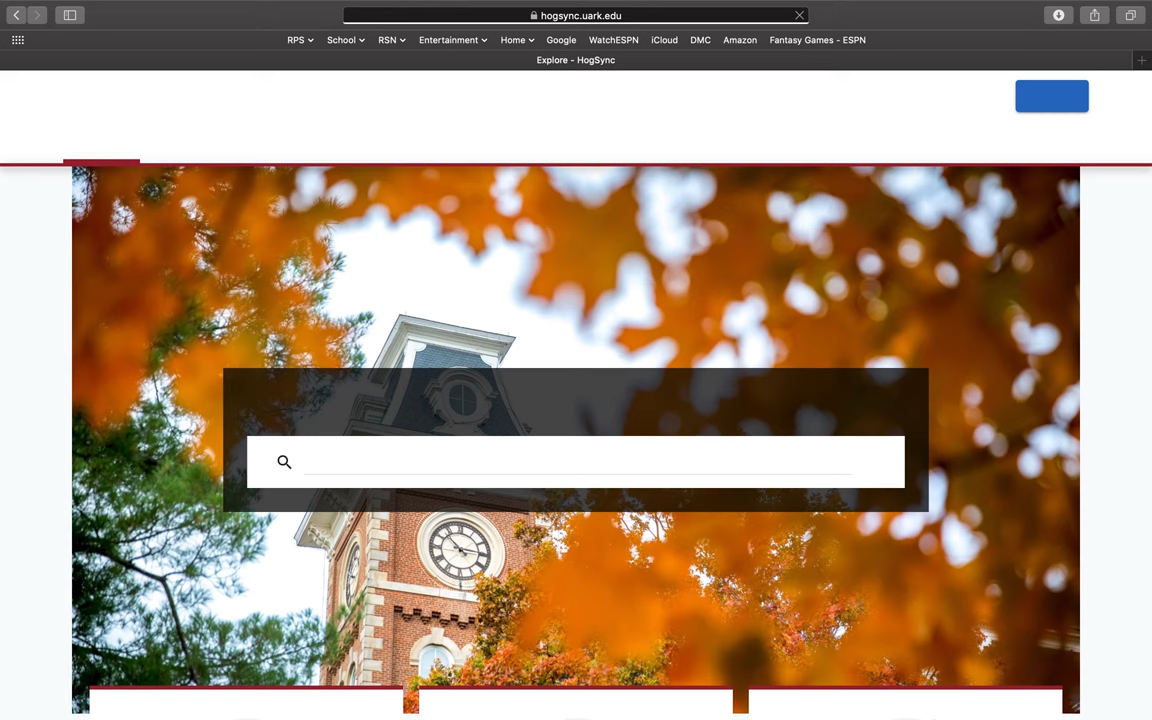 hogsync.uark.edu
RPS School RSN Entertainment Home Google WatchESPN iCloud DMC Amazon Fantasy Games - ESPN
Explore - HogSync